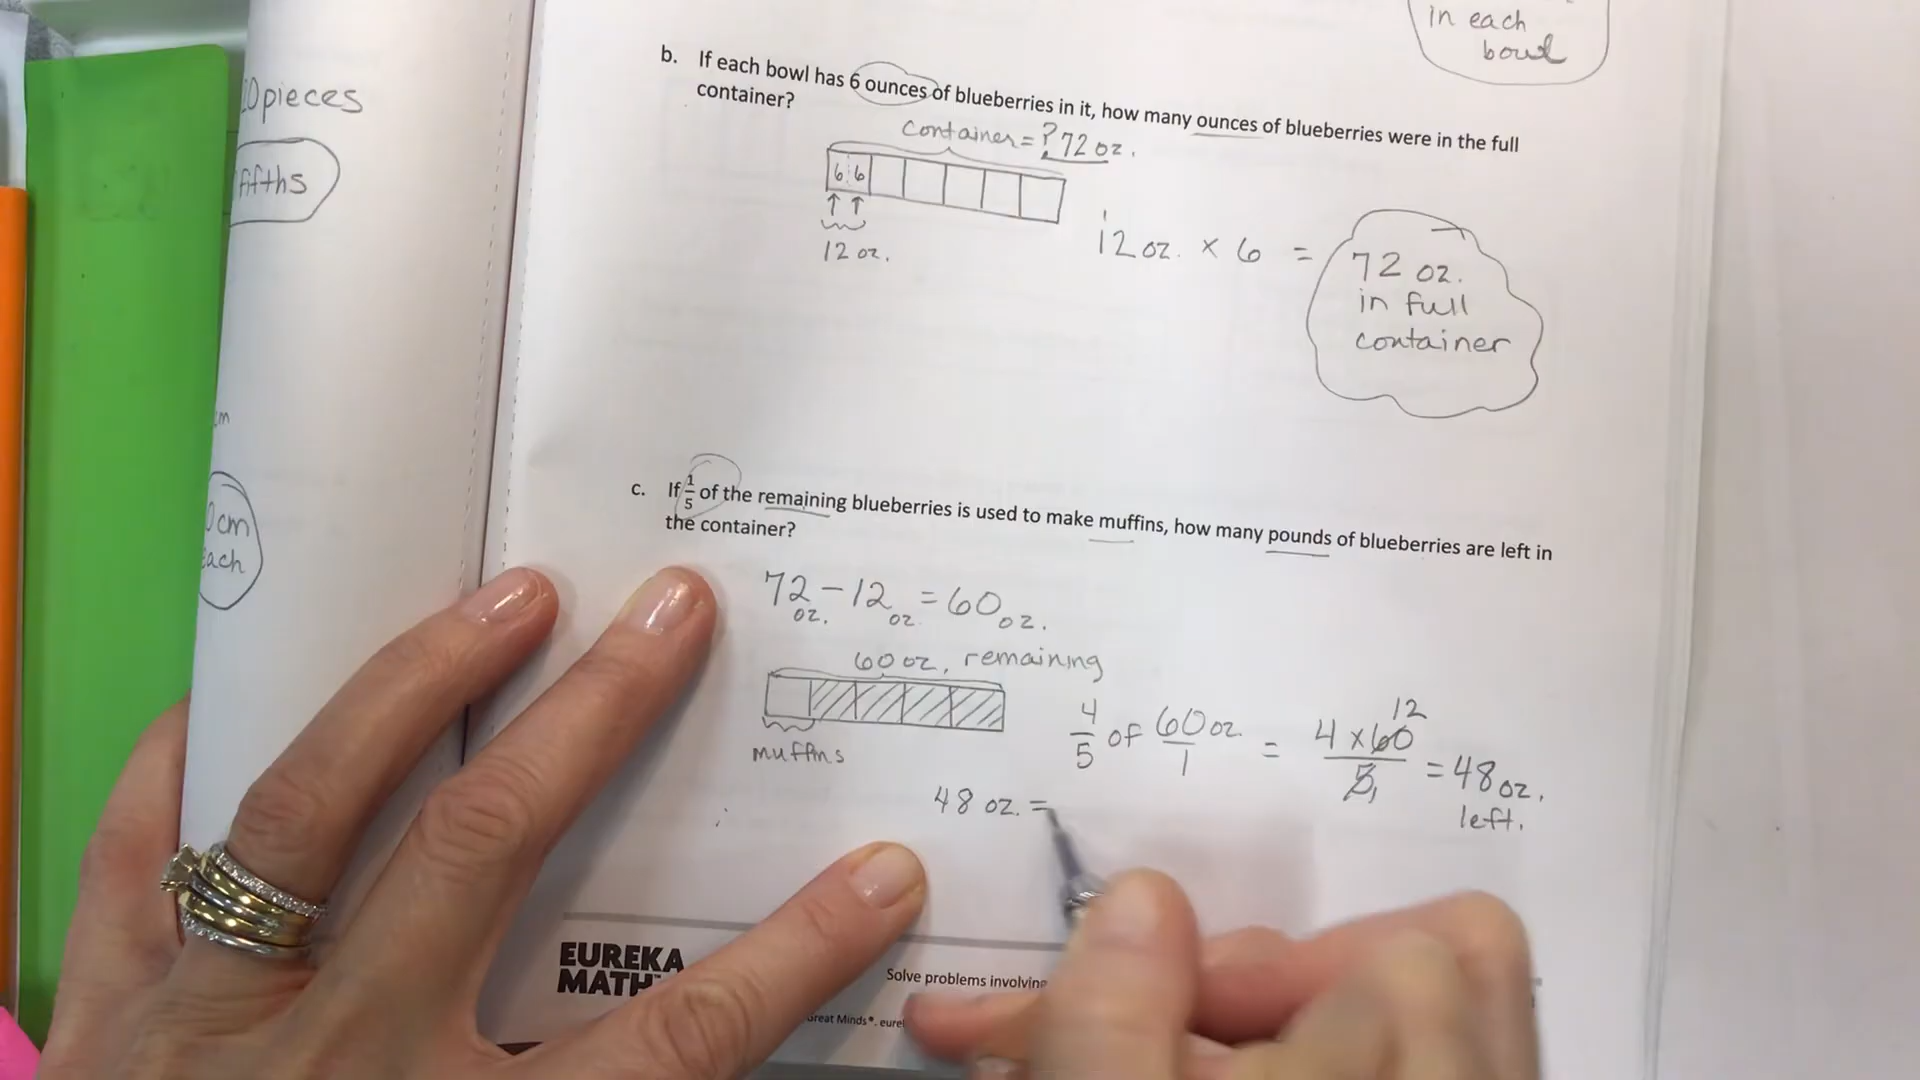 in each
bowl
pieces
fifths
cm
cm
each
b. If each bowl has 6 ounces of blueberries in it, how many ounces of blueberries were in the full
container?
container = ? 72 oz.
6 6
↑ ↑
12 oz.
12 oz. × 6 = 72 oz.
in full
container
c. If 1/5 of the remaining blueberries is used to make muffins, how many pounds of blueberries are left in
the container?
72 oz. - 12 oz = 60 oz.
60 oz. remaining
muffins
4/5 of 60 oz./1 = 4 × 60/5 = 48 oz.
12
1
left.
48 oz. =
EUREKA
MATH™
Solve problems involving
Great Minds®.